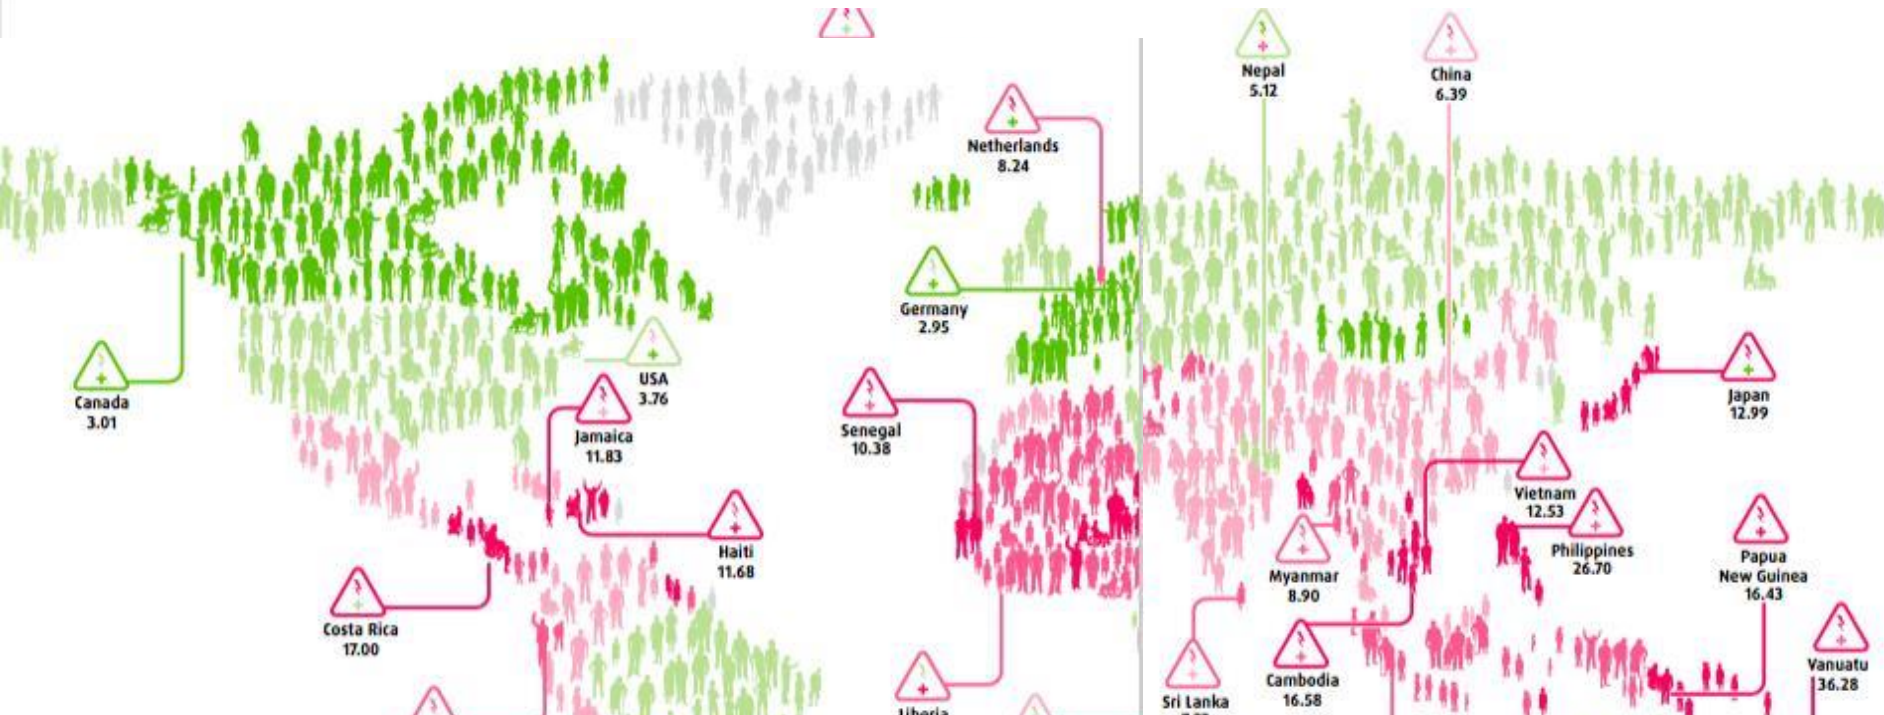 Nepal
5.12
China
6.39
Netherlands
8.24
Germany
2.95
Canada
3.01
USA
3.76
Jamaica
11.83
Senegal
10.38
Japan
12.99
Vietnam
12.53
Philippines
26.70
Haiti
11.68
Myanmar
8.90
Papua
New Guinea
16.43
Costa Rica
17.00
Cambodia
16.58
Vanuatu
36.28
Sri Lanka
Liberia